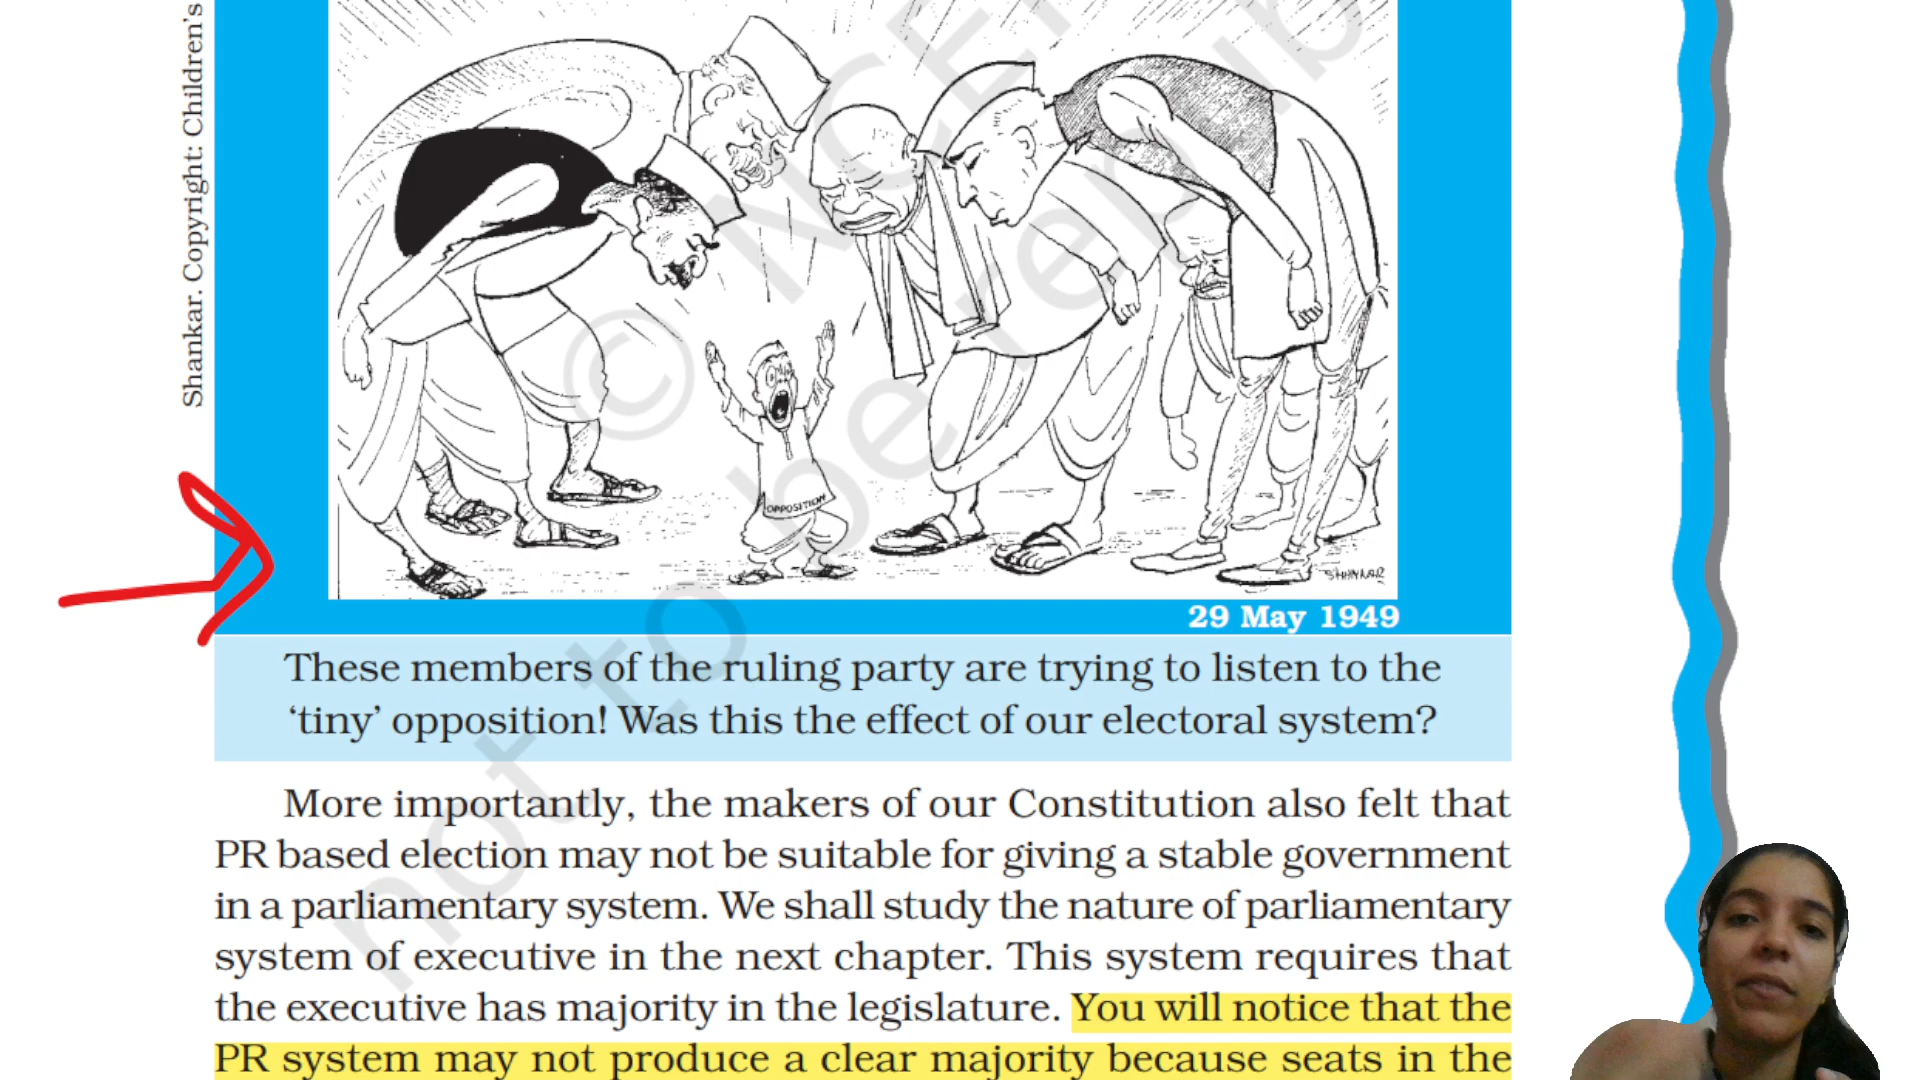 Shankar. Copyright: Children's
OPPOSITION
SHANKAR
29 May 1949
These members of the ruling party are trying to listen to the
‘tiny’ opposition! Was this the effect of our electoral system?
More importantly, the makers of our Constitution also felt that
PR based election may not be suitable for giving a stable government
in a parliamentary system. We shall study the nature of parliamentary
system of executive in the next chapter. This system requires that
the executive has majority in the legislature. You will notice that the
PR system may not produce a clear majority because seats in the
© NCE
not to be repub